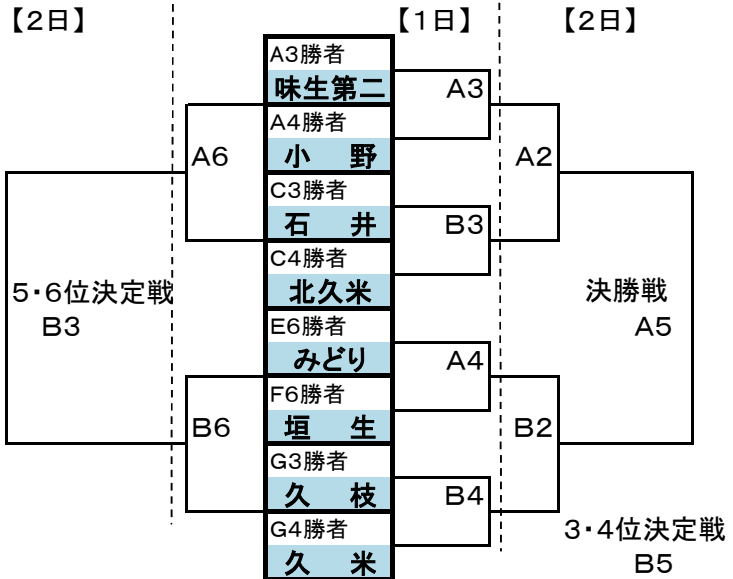 【2日】
【1日】
【2日】
A3勝者
味生第二
A3
A4勝者
小 野
A6
A2
C3勝者
石 井
B3
C4勝者
北久米
5・6位決定戦
B3
決勝戦
A5
E6勝者
みどり
A4
F6勝者
垣 生
B6
B2
G3勝者
久 枝
B4
G4勝者
久 米
3・4位決定戦
B5